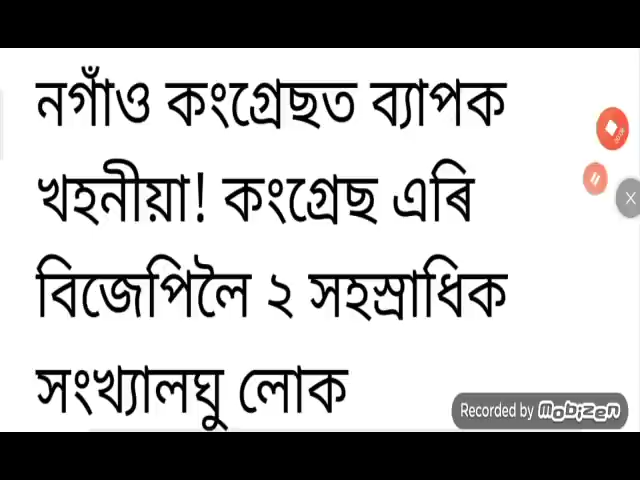 নগাঁও কংগ্ৰেছত ব্যাপক
খহনীয়া! কংগ্ৰেছ এৰি
বিজেপিলৈ ২ সহস্ৰাধিক
সংখ্যালঘু লোক
Recorded by Mobizen